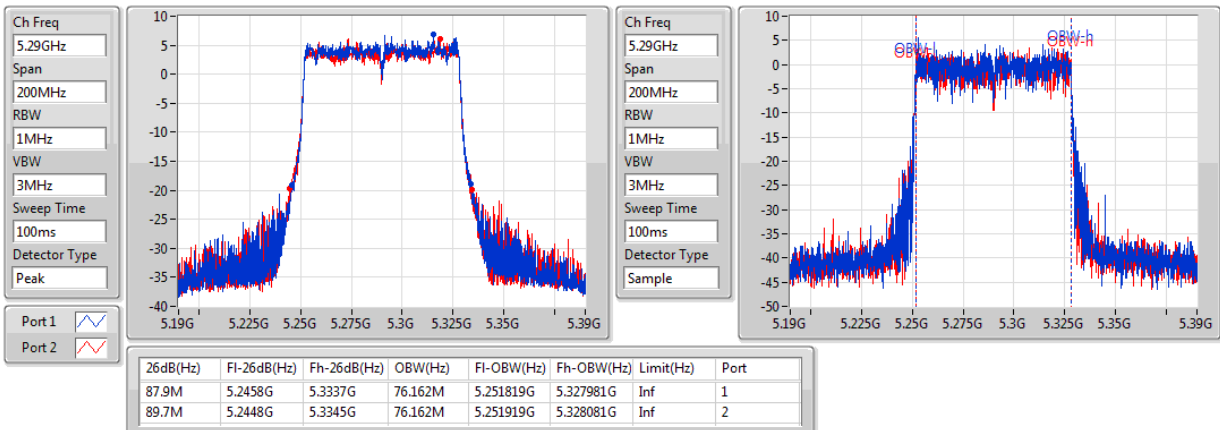 Ch Freq
5.29GHz
Span
200MHz
RBW
1MHz
VBW
3MHz
Sweep Time
100ms
Detector Type
Peak
Port 1
Port 2
10
5
0
-5
-10
-15
-20
-25
-30
-35
-40
5.19G 5.225G 5.25G 5.275G 5.3G 5.325G 5.35G 5.39G
Ch Freq
5.29GHz
Span
200MHz
RBW
1MHz
VBW
3MHz
Sweep Time
100ms
Detector Type
Sample
10
5
0
-5
-10
-15
-20
-25
-30
-35
-40
-45
-50
OBW-l
OBW-l
OBW-h
OBW-h
5.19G 5.225G 5.25G 5.275G 5.3G 5.325G 5.35G 5.39G
26dB(Hz) Fl-26dB(Hz) Fh-26dB(Hz) OBW(Hz) Fl-OBW(Hz) Fh-OBW(Hz) Limit(Hz) Port
87.9M 5.2458G 5.3337G 76.162M 5.251819G 5.327981G Inf 1
89.7M 5.2448G 5.3345G 76.162M 5.251919G 5.328081G Inf 2